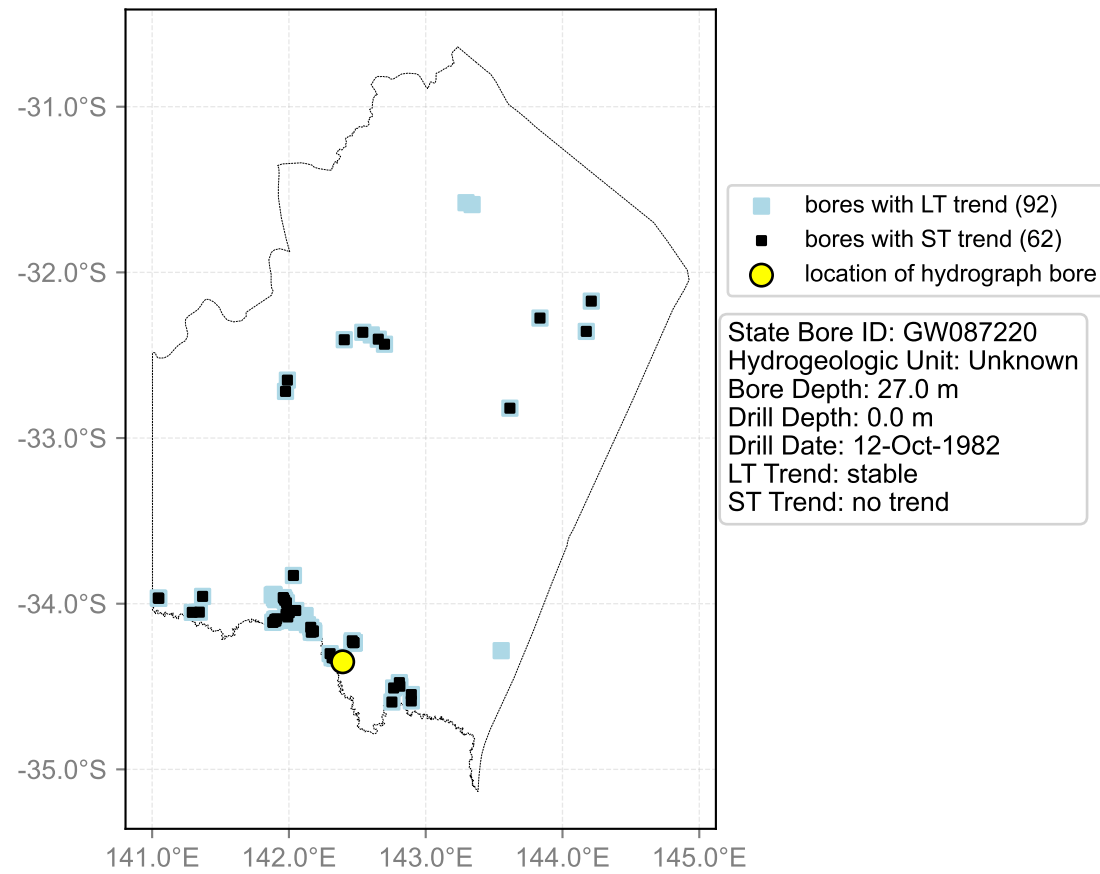 -31.0°S
-32.0°S
-33.0°S
-34.0°S
-35.0°S
141.0°E 142.0°E 143.0°E 144.0°E 145.0°E
bores with LT trend (92)
bores with ST trend (62)
location of hydrograph bore
State Bore ID: GW087220
Hydrogeologic Unit: Unknown
Bore Depth: 27.0 m
Drill Depth: 0.0 m
Drill Date: 12-Oct-1982
LT Trend: stable
ST Trend: no trend